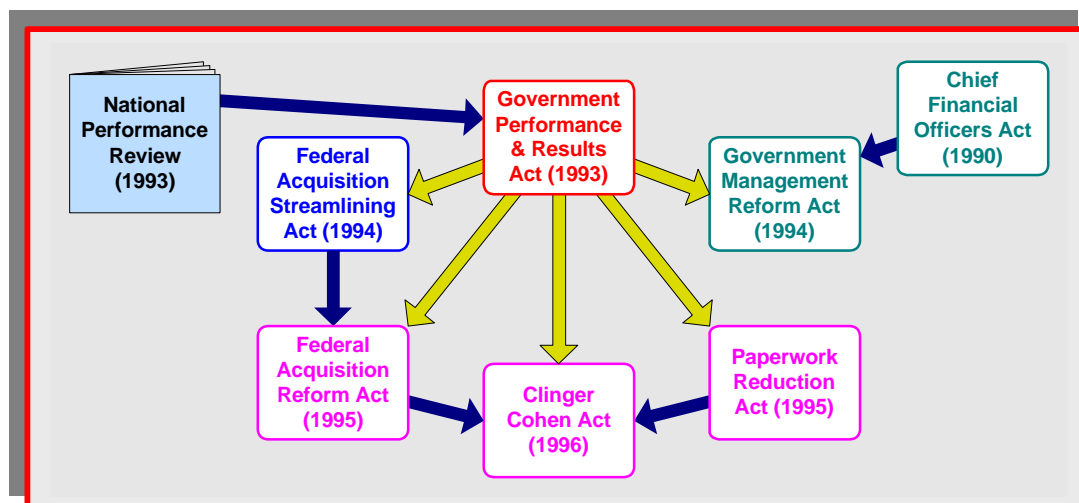 National
Performance
Review
(1993)
Government
Performance
& Results
Act (1993)
Chief
Financial
Officers Act
(1990)
Federal
Acquisition
Streamlining
Act (1994)
Government
Management
Reform Act
(1994)
Federal
Acquisition
Reform Act
(1995)
Clinger
Cohen Act
(1996)
Paperwork
Reduction
Act (1995)